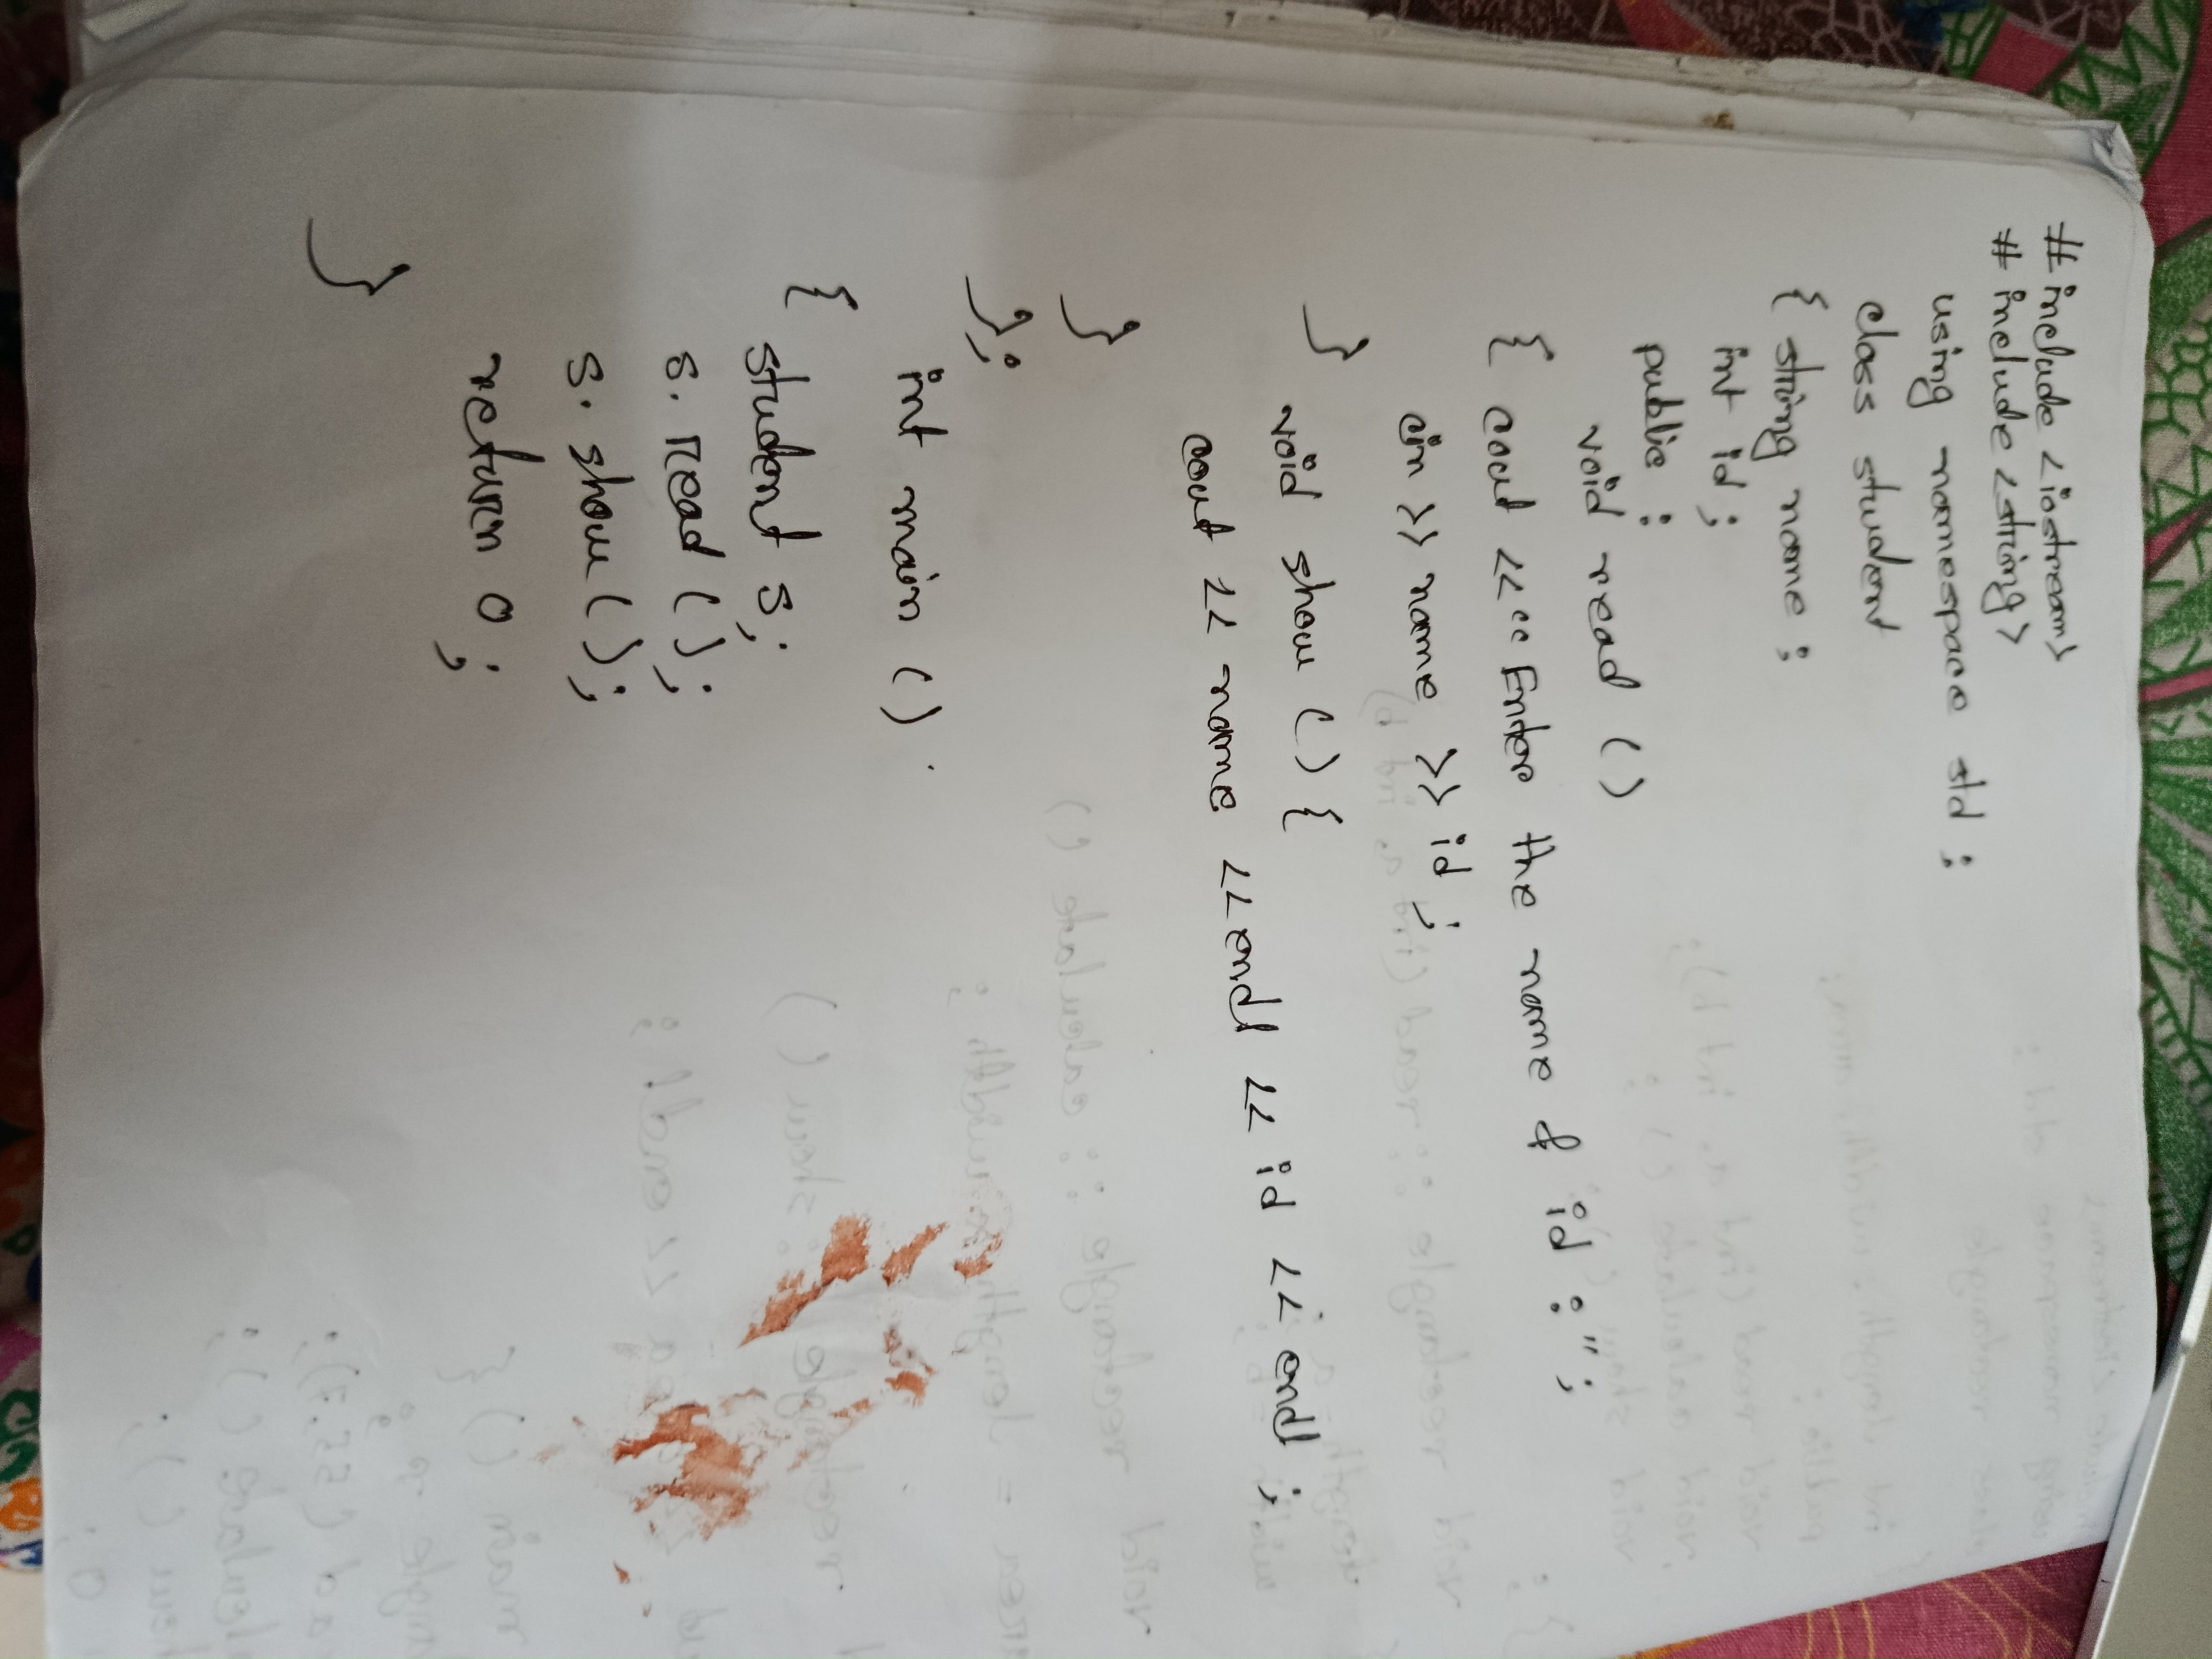 #include <iostream>
#include <string>
using namespace std ;
class student
{ string name ;
int id ;
public :
void read ()
{ cout << "Enter the name & id : " ;
cin >> name >> id ;
}
void show () {
cout << name <<endl << id << endl ;
}
};
int main ()
{
student s;
s. read ();
s. show ();
return 0 ;
}